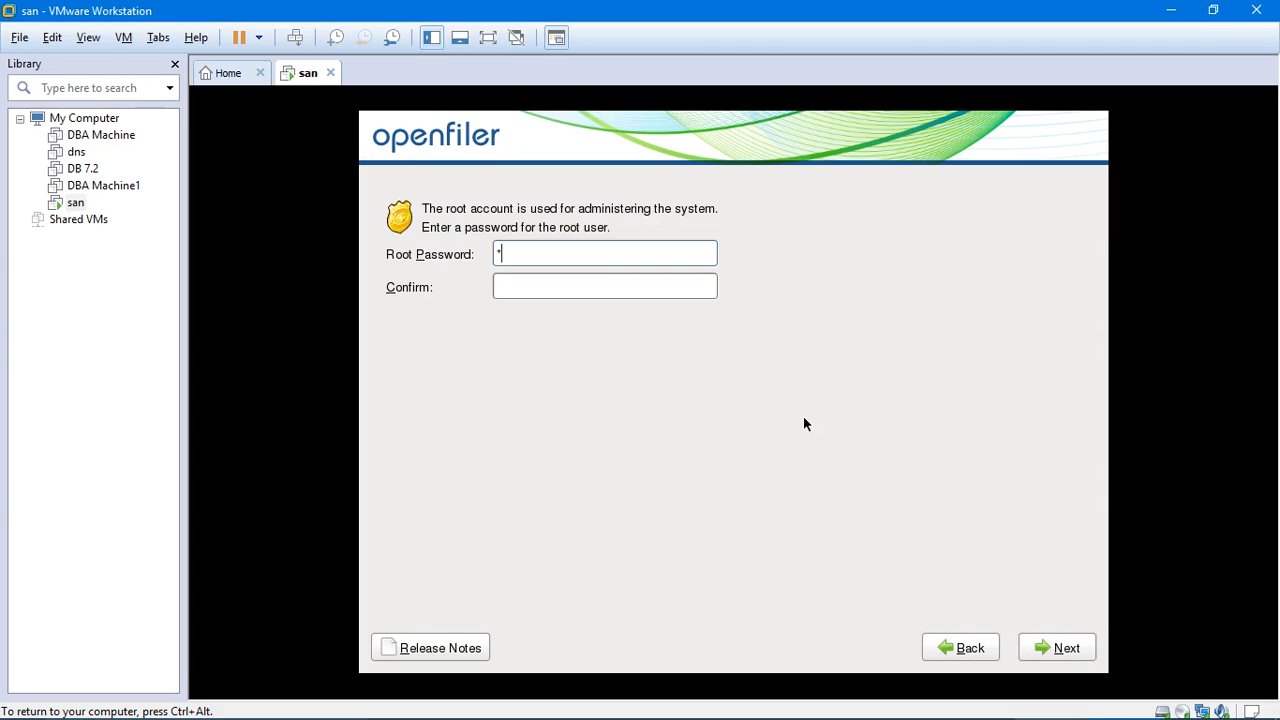 san - VMware Workstation
File Edit View VM Tabs Help
Library
Type here to search
My Computer
DBA Machine
dns
DB 7.2
DBA Machine1
san
Shared VMs
Home
san
openfiler
The root account is used for administering the system.
Enter a password for the root user.
Root Password: *
Confirm:
Release Notes
Back
Next
To return to your computer, press Ctrl+Alt.